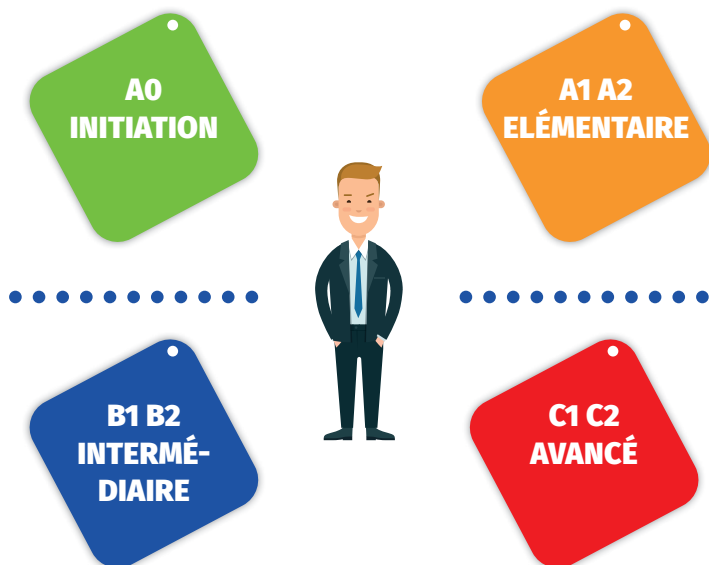 A0
INITIATION
A1 A2
ELÉMENTAIRE
B1 B2
INTERMÉ-
DIAIRE
C1 C2
AVANCÉ